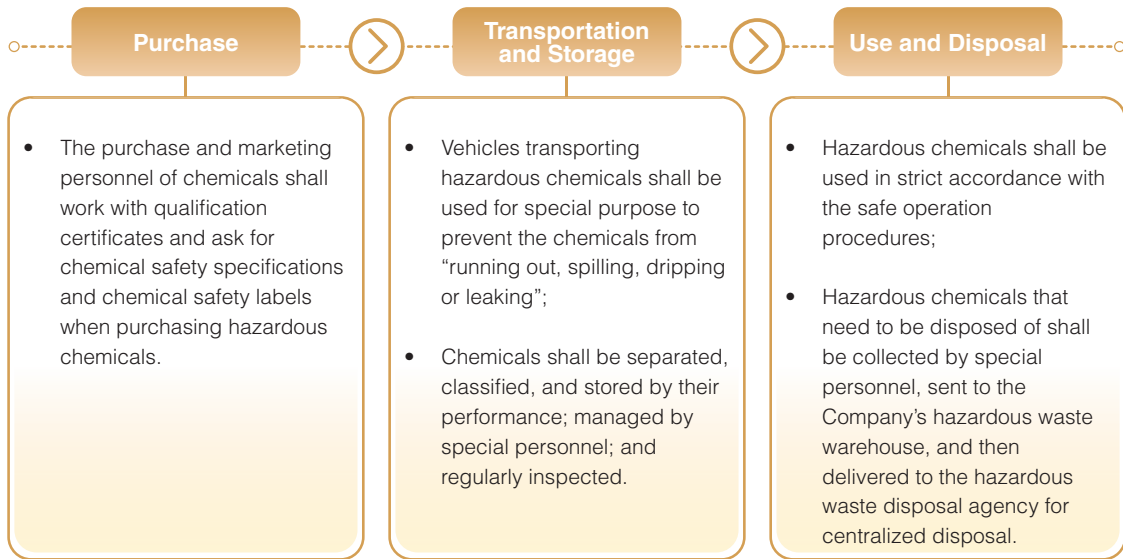 Purchase
• The purchase and marketing
personnel of chemicals shall
work with qualification
certificates and ask for
chemical safety specifications
and chemical safety labels
when purchasing hazardous
chemicals.
Transportation
and Storage
• Vehicles transporting
hazardous chemicals shall be
used for special purpose to
prevent the chemicals from
“running out, spilling, dripping
or leaking”;
• Chemicals shall be separated,
classified, and stored by their
performance; managed by
special personnel; and
regularly inspected.
Use and Disposal
• Hazardous chemicals shall be
used in strict accordance with
the safe operation
procedures;
• Hazardous chemicals that
need to be disposed of shall
be collected by special
personnel, sent to the
Company’s hazardous waste
warehouse, and then
delivered to the hazardous
waste disposal agency for
centralized disposal.